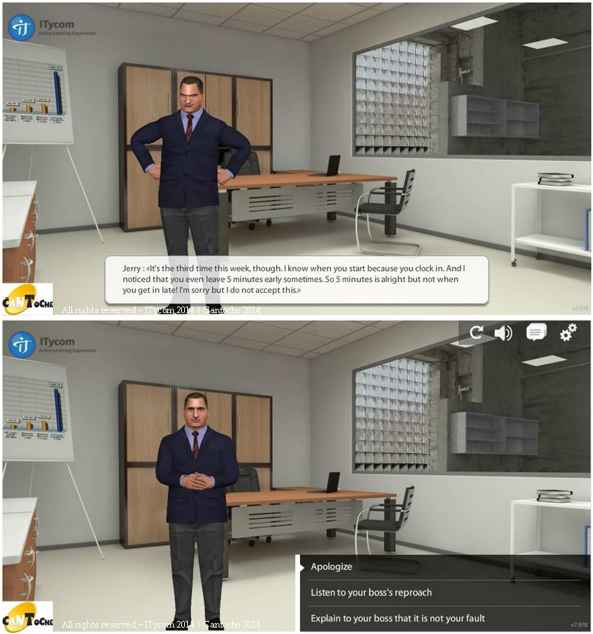 ITycom
Active Learning Experience
Jerry : «It's the third time this week, though. I know when you start because you clock in. And I
noticed that you even leave 5 minutes early sometimes. So 5 minutes is alright but not when
you get in late! I'm sorry but I do not accept this.»
CANTOCHE
All rights reserved – ITycom 2014 | Cantoche 2014
v7.978
ITycom
Active Learning Experience
Apologize
Listen to your boss's reproach
Explain to your boss that it is not your fault
CANTOCHE
All rights reserved – ITycom 2014 | Cantoche 2014
v7.978